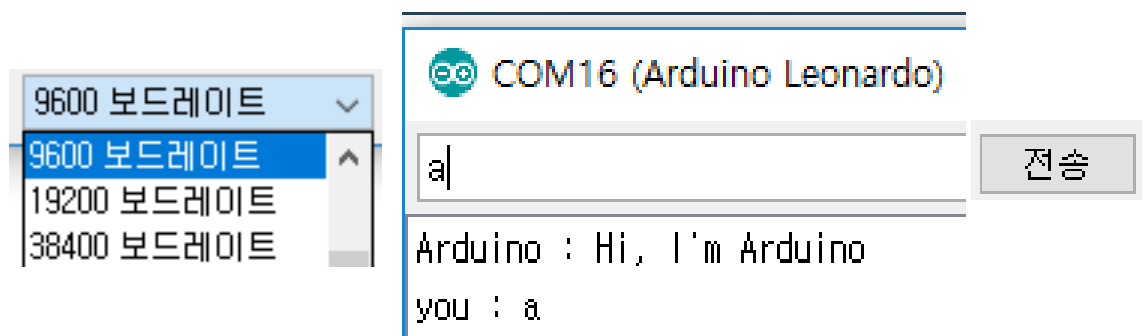 9600 보드레이트
9600 보드레이트
19200 보드레이트
38400 보드레이트
COM16 (Arduino Leonardo)
a
전송
Arduino : Hi, I'm Arduino
you : a